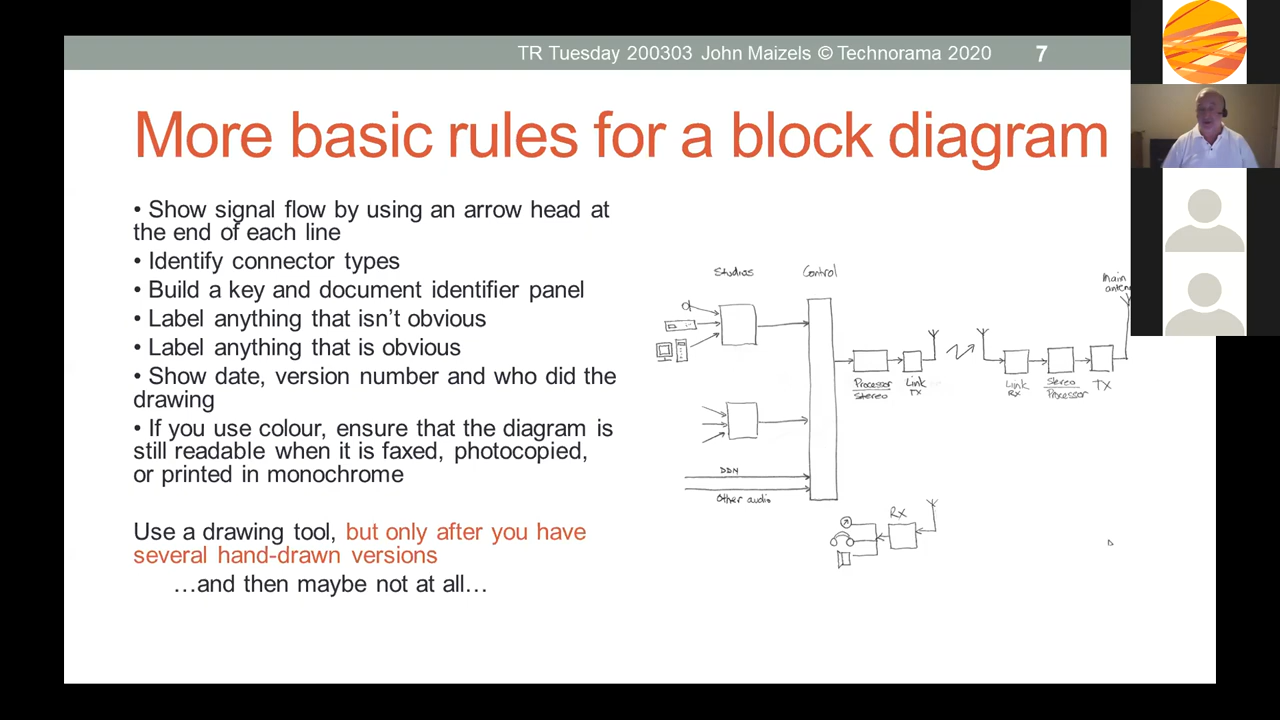 TR Tuesday 200303 John Maizels © Technorama 2020 7
More basic rules for a block diagram
• Show signal flow by using an arrow head at
the end of each line
• Identify connector types
• Build a key and document identifier panel
• Label anything that isn't obvious
• Label anything that is obvious
• Show date, version number and who did the
drawing
• If you use colour, ensure that the diagram is
still readable when it is faxed, photocopied,
or printed in monochrome
Use a drawing tool, but only after you have
several hand-drawn versions
…and then maybe not at all…
Studios
Control
Main
anten
Processor
Stereo
Link
TX
Link
Rx
Stereo
Processor
TX
DDN
Other audio
Rx